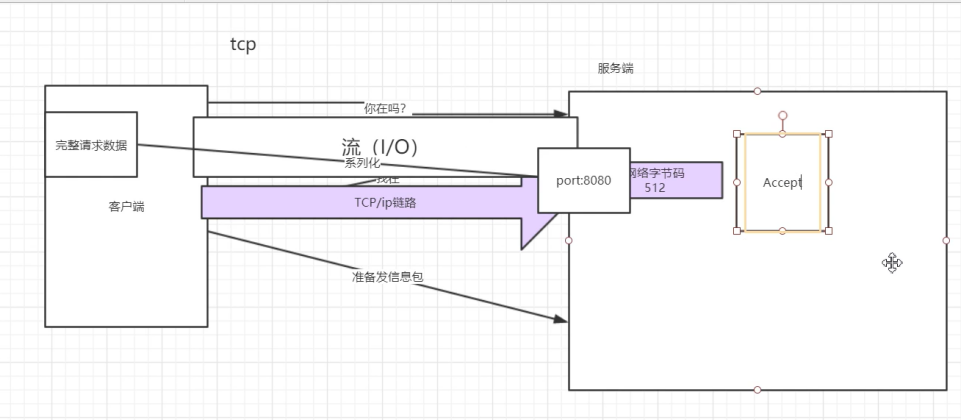 tcp
服务端
你在吗?
完整请求数据
流（I/O）
系列化
我在
port:8080
网络字节码
512
Accept
客户端
TCP/ip链路
准备发信息包